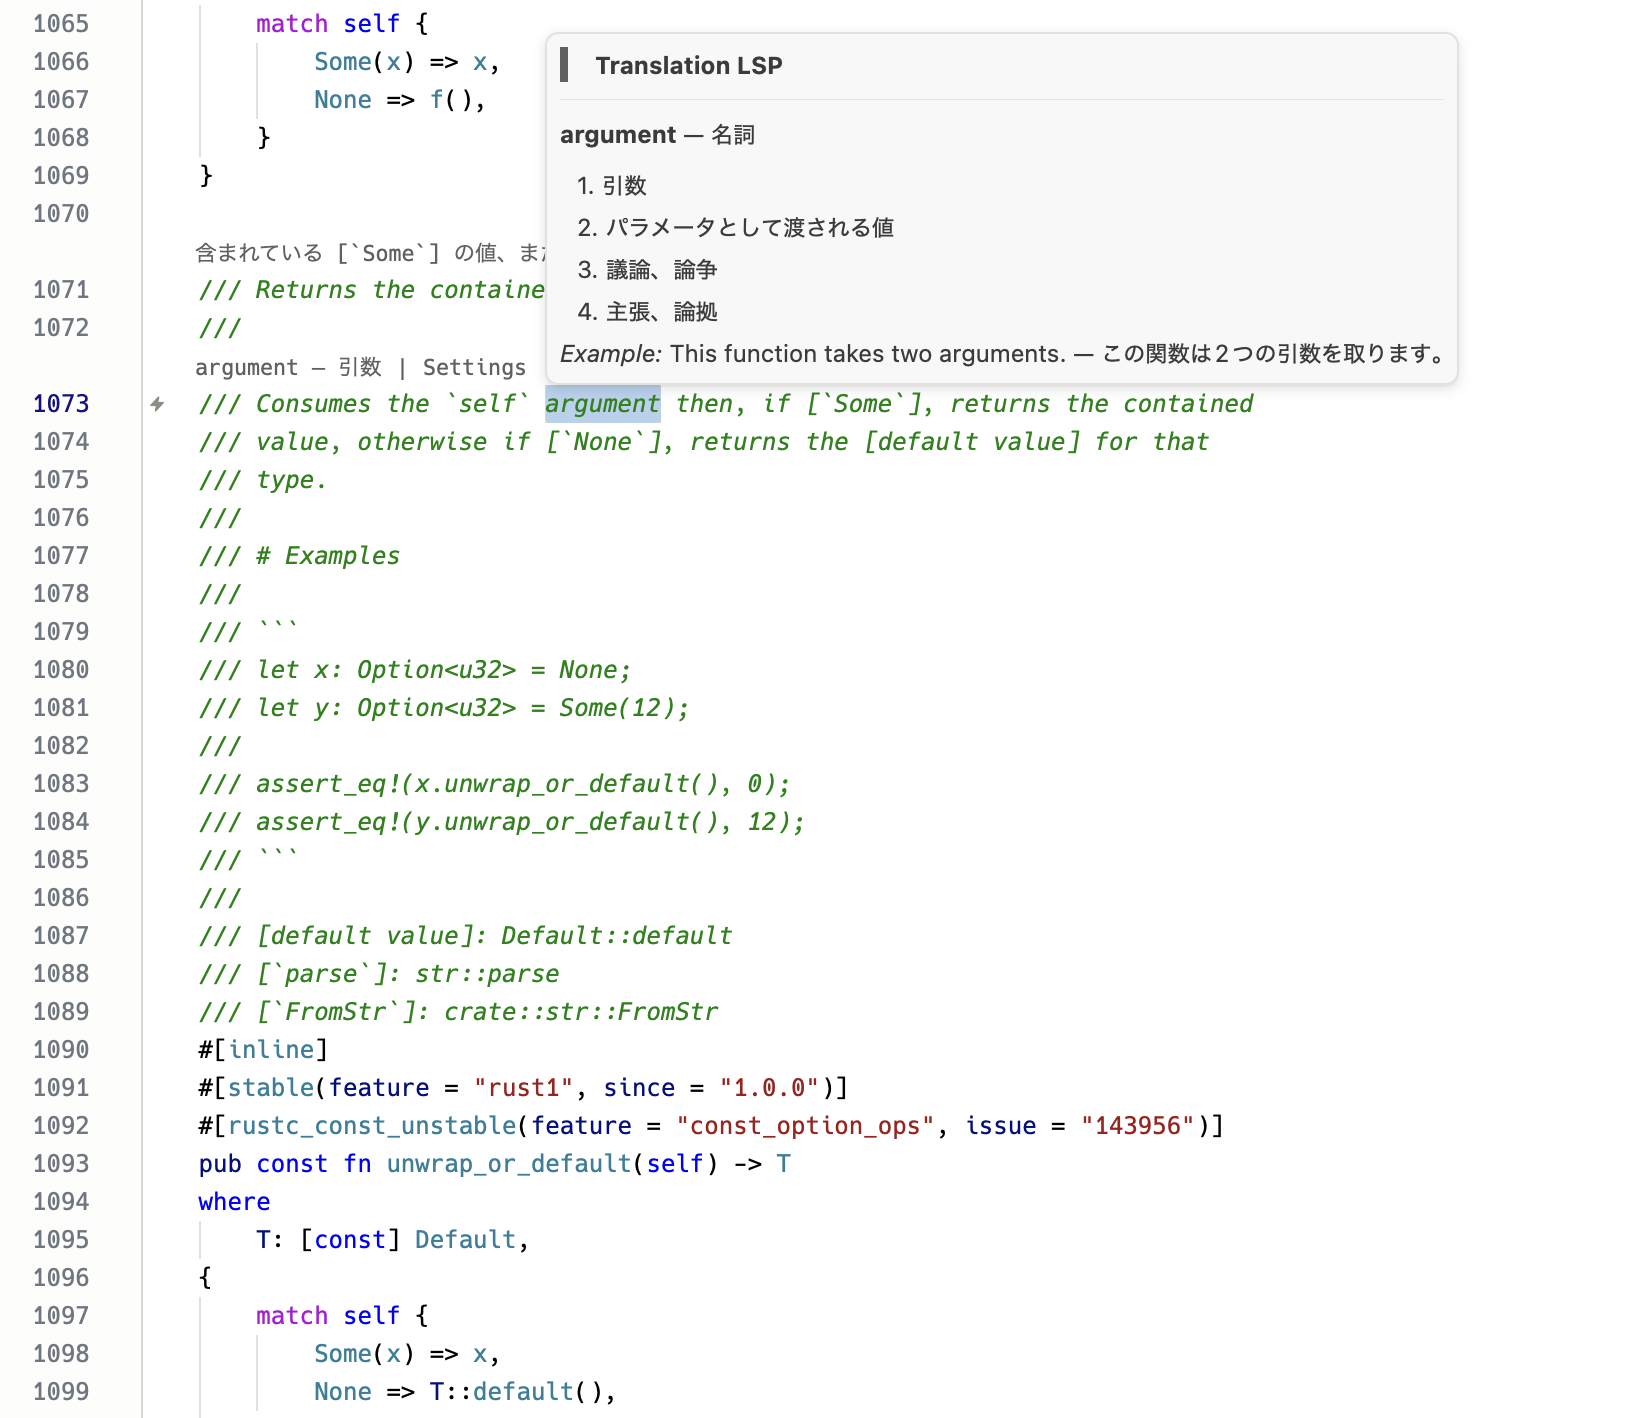 1065 match self {
1066 Some(x) => x,
1067 None => f(),
1068 }
1069 }
1070
Translation LSP
argument — 名詞
1. 引数
2. パラメータとして渡される値
3. 議論、論争
4. 主張、論拠
Example: This function takes two arguments. — この関数は2つの引数を取ります。
含まれている [`Some`] の値、また
1071 /// Returns the containe
1072 ///
argument — 引数 | Settings
1073 /// Consumes the `self` argument then, if [`Some`], returns the contained
1074 /// value, otherwise if [`None`], returns the [default value] for that
1075 /// type.
1076 ///
1077 /// # Examples
1078 ///
1079 /// ```
1080 /// let x: Option<u32> = None;
1081 /// let y: Option<u32> = Some(12);
1082 ///
1083 /// assert_eq!(x.unwrap_or_default(), 0);
1084 /// assert_eq!(y.unwrap_or_default(), 12);
1085 /// ```
1086 ///
1087 /// [default value]: Default::default
1088 /// [`parse`]: str::parse
1089 /// [`FromStr`]: crate::str::FromStr
1090 #[inline]
1091 #[stable(feature = "rust1", since = "1.0.0")]
1092 #[rustc_const_unstable(feature = "const_option_ops", issue = "143956")]
1093 pub const fn unwrap_or_default(self) -> T
1094 where
1095 T: [const] Default,
1096 {
1097 match self {
1098 Some(x) => x,
1099 None => T::default(),